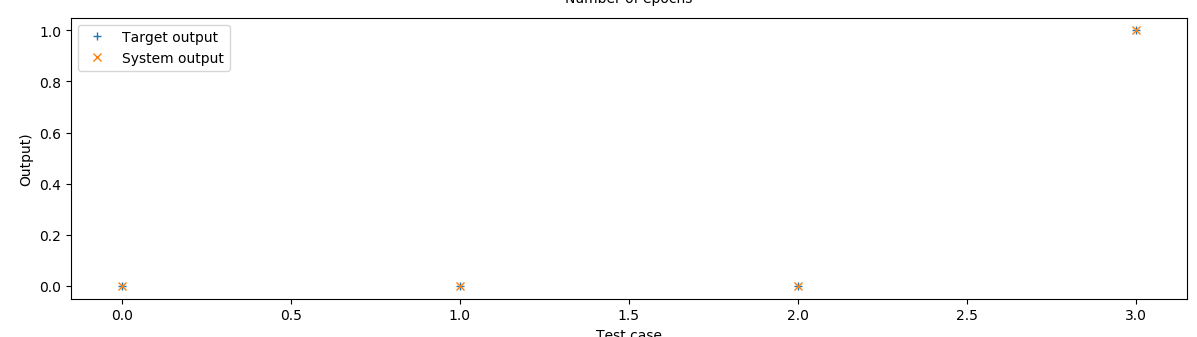 Number of epochs
1.0
Target output
System output
0.8
0.6
Output)
0.4
0.2
0.0
0.0 0.5 1.0 1.5 2.0 2.5 3.0
Test case